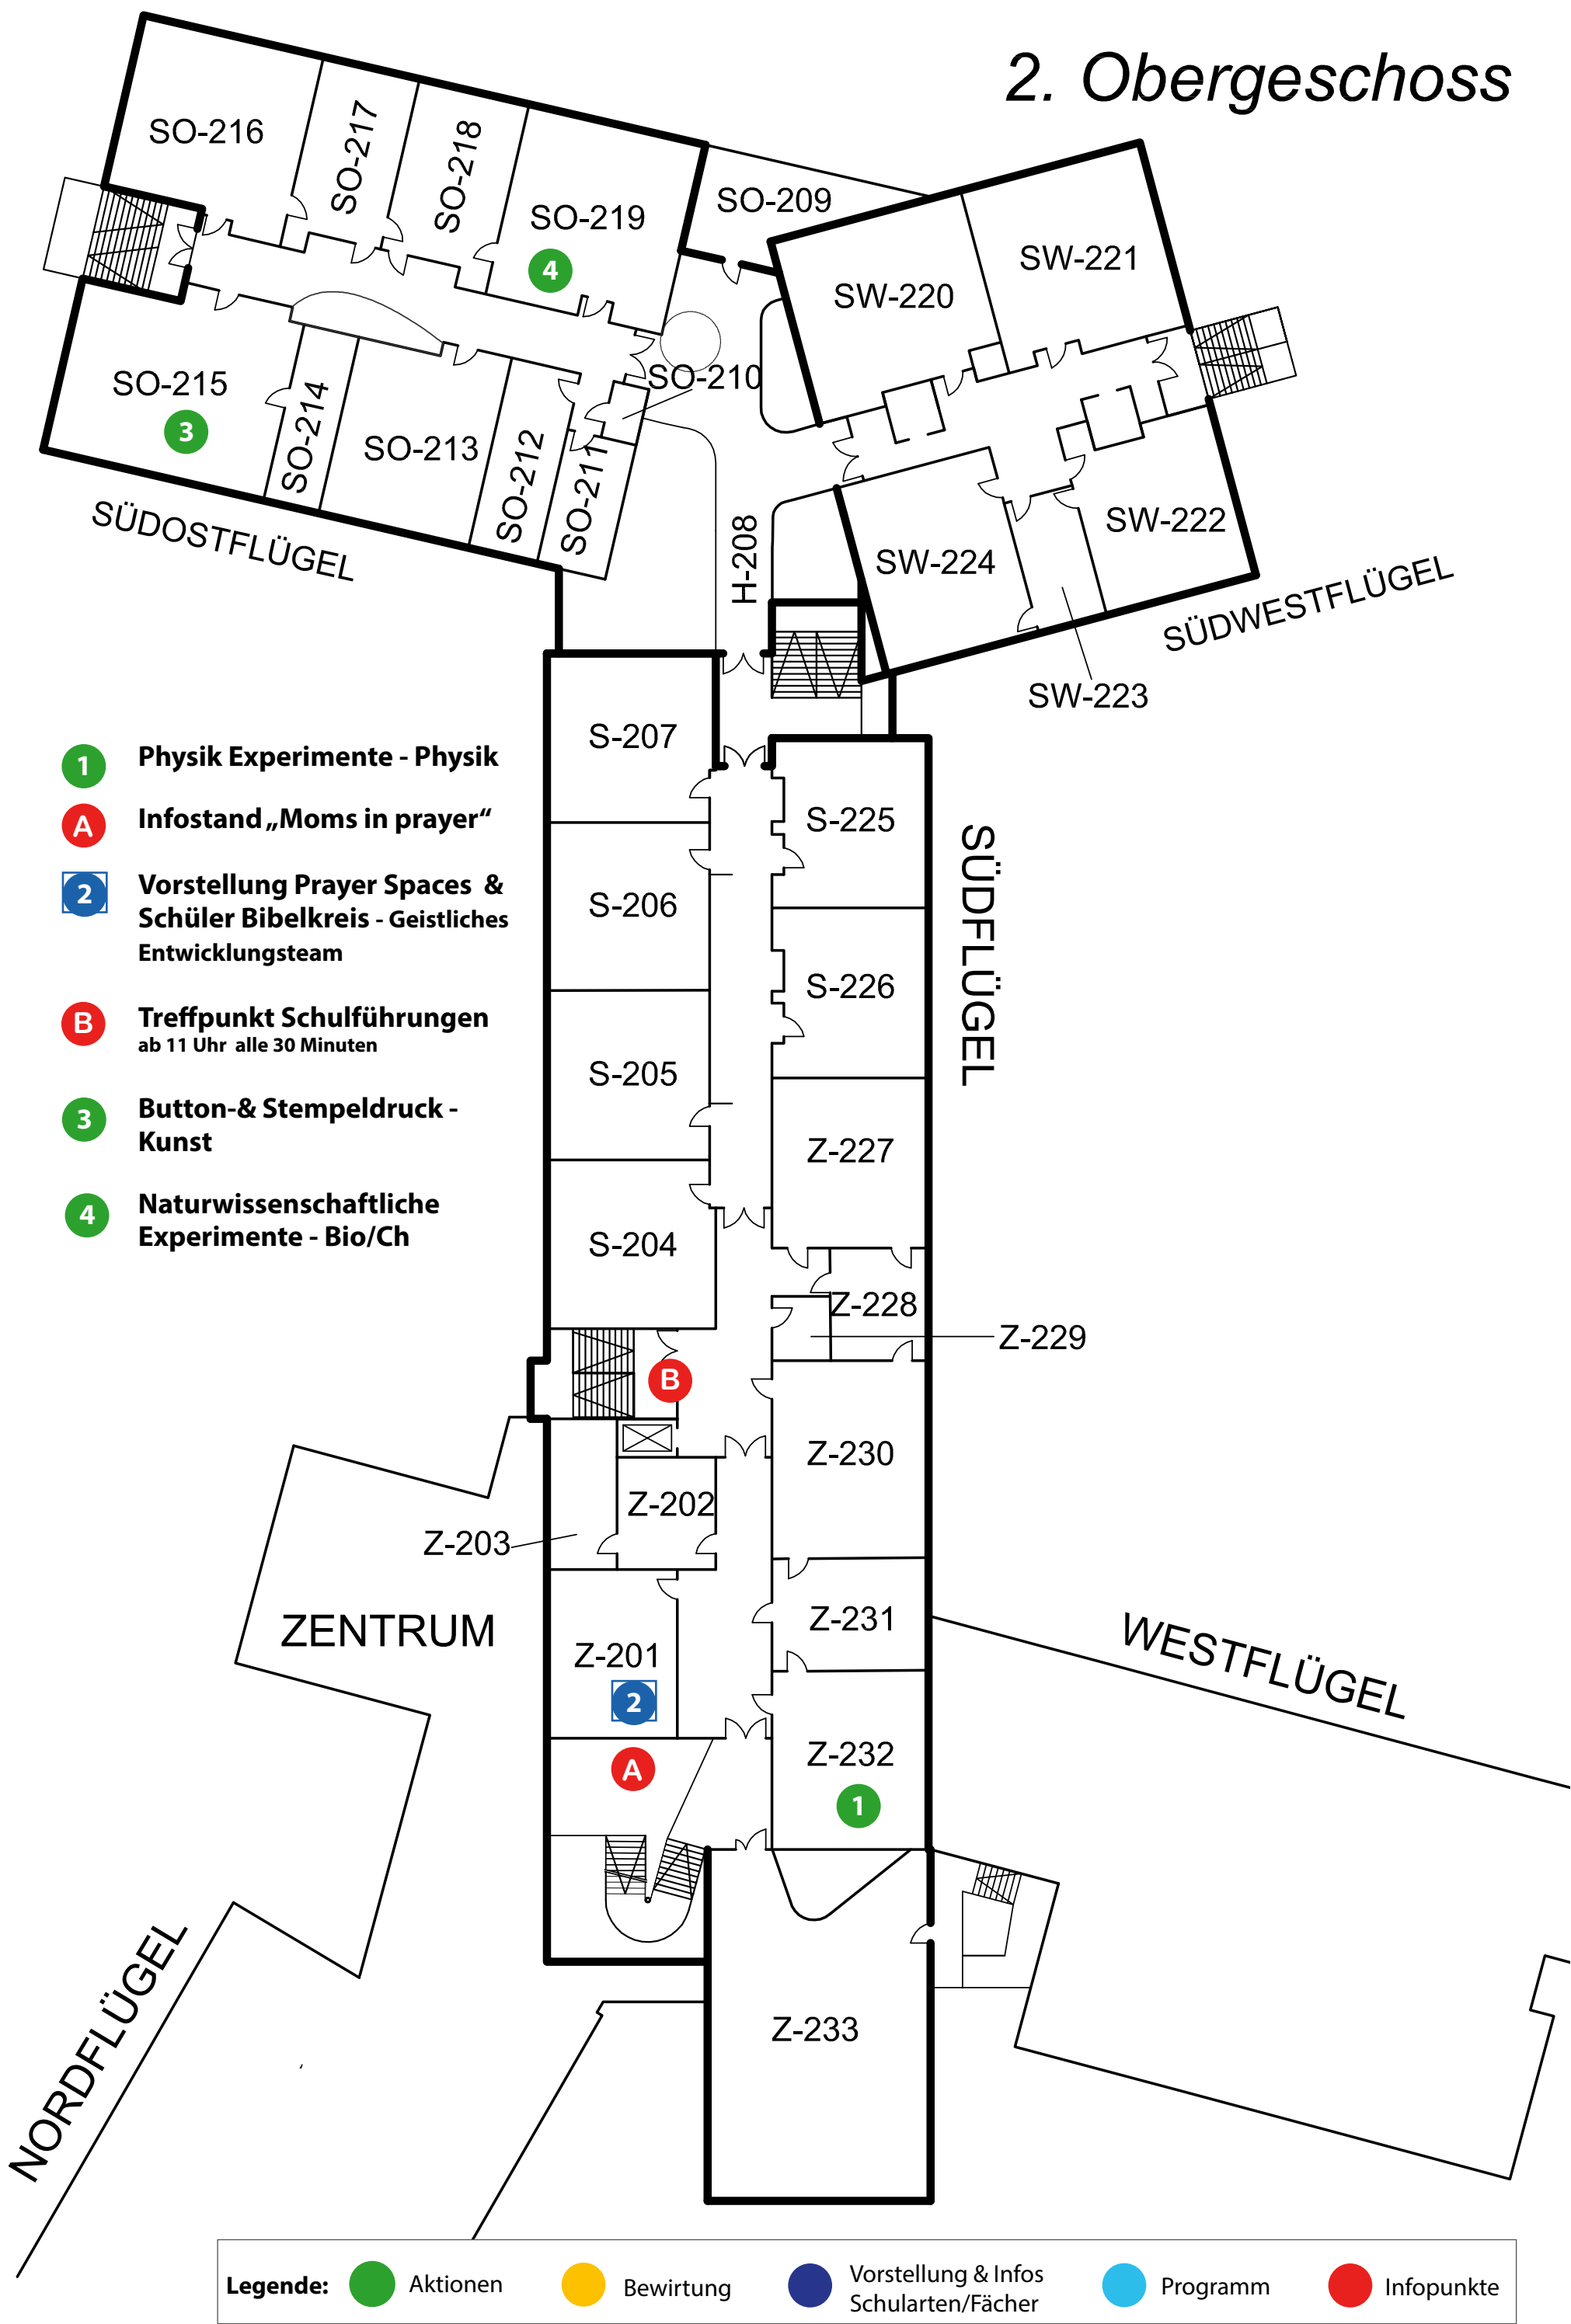 2. Obergeschoss
SO-216
SO-217
SO-218
SO-219
4
SO-209
SW-220
SW-221
SO-215
3
SO-214
SO-213
SO-212
SO-211
SO-210
H-208
SW-224
SW-222
SW-223
SÜDOSTFLÜGEL
SÜDWESTFLÜGEL
1 Physik Experimente - Physik
A Infostand „Moms in prayer“
2 Vorstellung Prayer Spaces &
Schüler Bibelkreis - Geistliches
Entwicklungsteam
B Treffpunkt Schulführungen
ab 11 Uhr alle 30 Minuten
3 Button-& Stempeldruck -
Kunst
4 Naturwissenschaftliche
Experimente - Bio/Ch
S-207
S-225
S-206
S-226
SÜDFLÜGEL
S-205
Z-227
S-204
Z-228
Z-229
B
Z-230
Z-202
Z-203
ZENTRUM
Z-231
Z-201
2
WESTFLÜGEL
A
Z-232
1
NORDFLÜGEL
Z-233
Legende:
Aktionen
Bewirtung
Vorstellung & Infos
Schularten/Fächer
Programm
Infopunkte